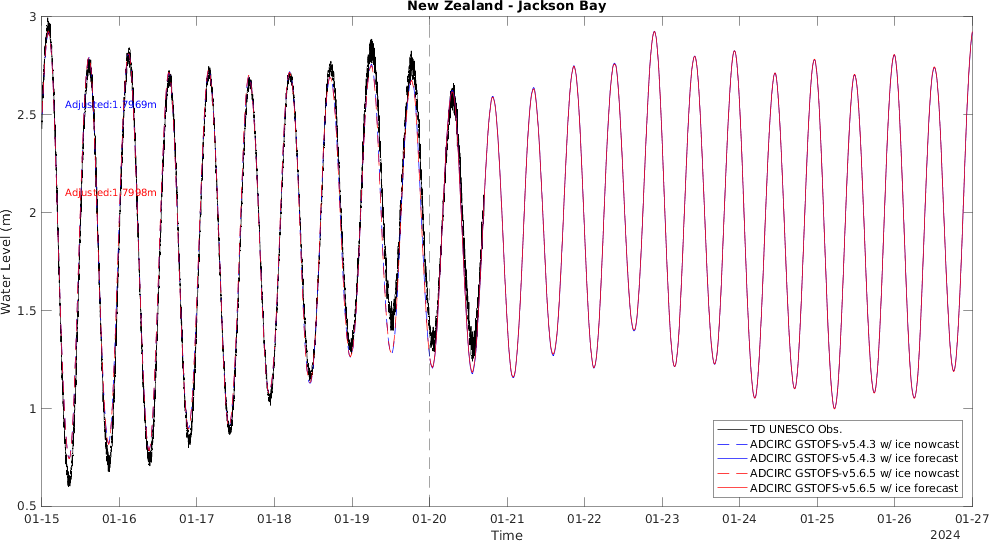 New Zealand - Jackson Bay
Water Level (m)
3
2.5
2
1.5
1
0.5
Adjusted:1.7969m
Adjusted:1.7998m
TD UNESCO Obs.
ADCIRC GSTOFS-v5.4.3 w/ ice nowcast
ADCIRC GSTOFS-v5.4.3 w/ ice forecast
ADCIRC GSTOFS-v5.6.5 w/ ice nowcast
ADCIRC GSTOFS-v5.6.5 w/ ice forecast
01-15 01-16 01-17 01-18 01-19 01-20 01-21 01-22 01-23 01-24 01-25 01-26 01-27
Time
2024